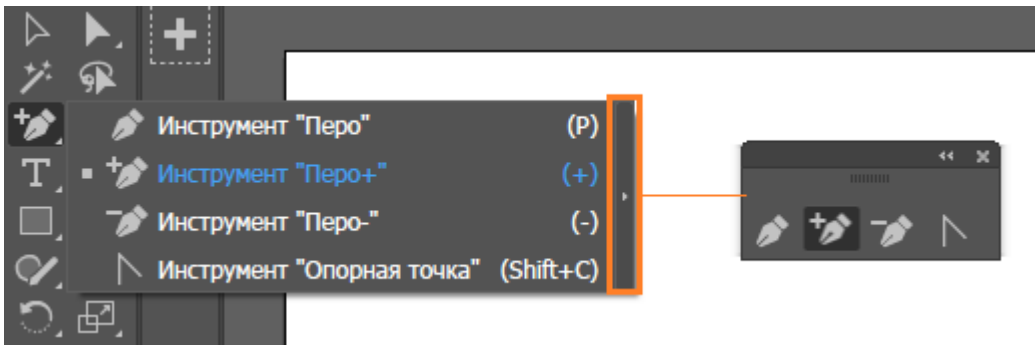 Инструмент "Перо" (P)
Инструмент "Перо+" (+)
Инструмент "Перо-" (-)
Инструмент "Опорная точка" (Shift+C)